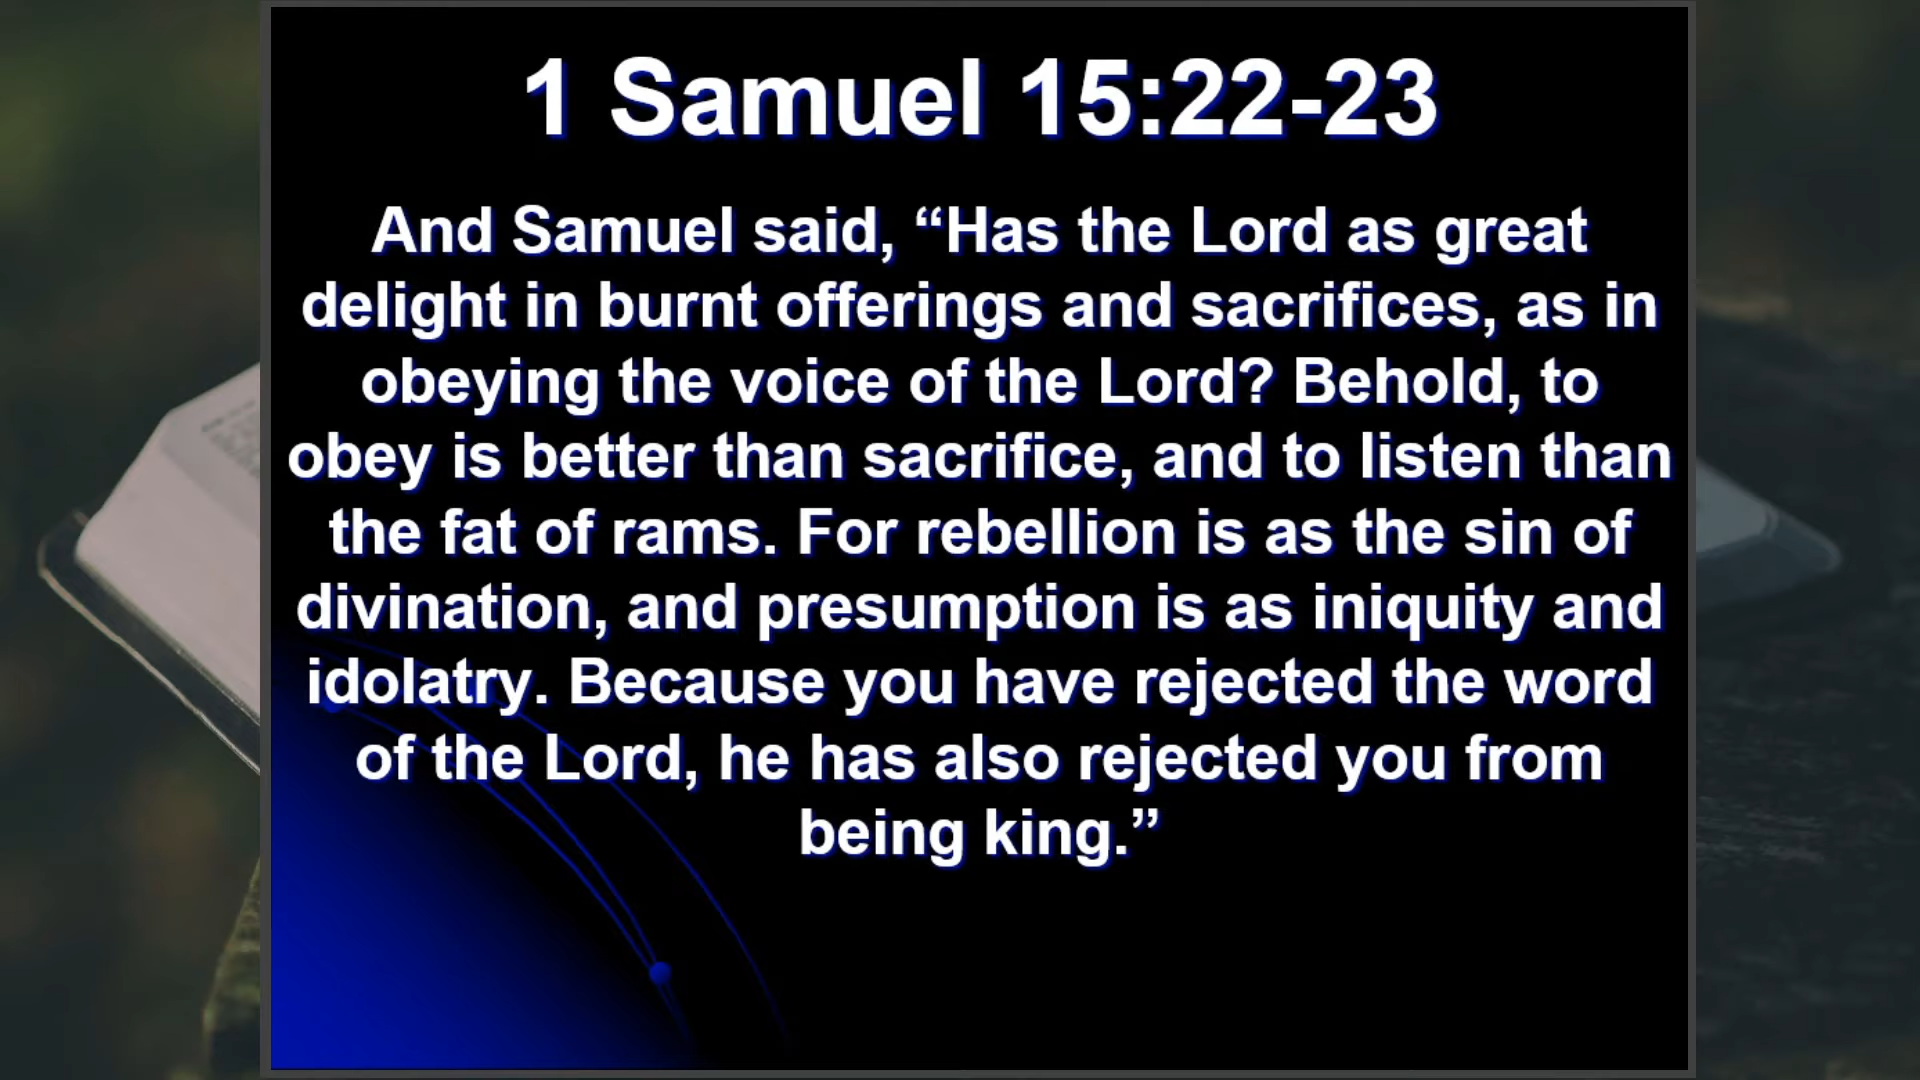 1 Samuel 15:22-23
And Samuel said, “Has the Lord as great
delight in burnt offerings and sacrifices, as in
obeying the voice of the Lord? Behold, to
obey is better than sacrifice, and to listen than
the fat of rams. For rebellion is as the sin of
divination, and presumption is as iniquity and
idolatry. Because you have rejected the word
of the Lord, he has also rejected you from
being king.”